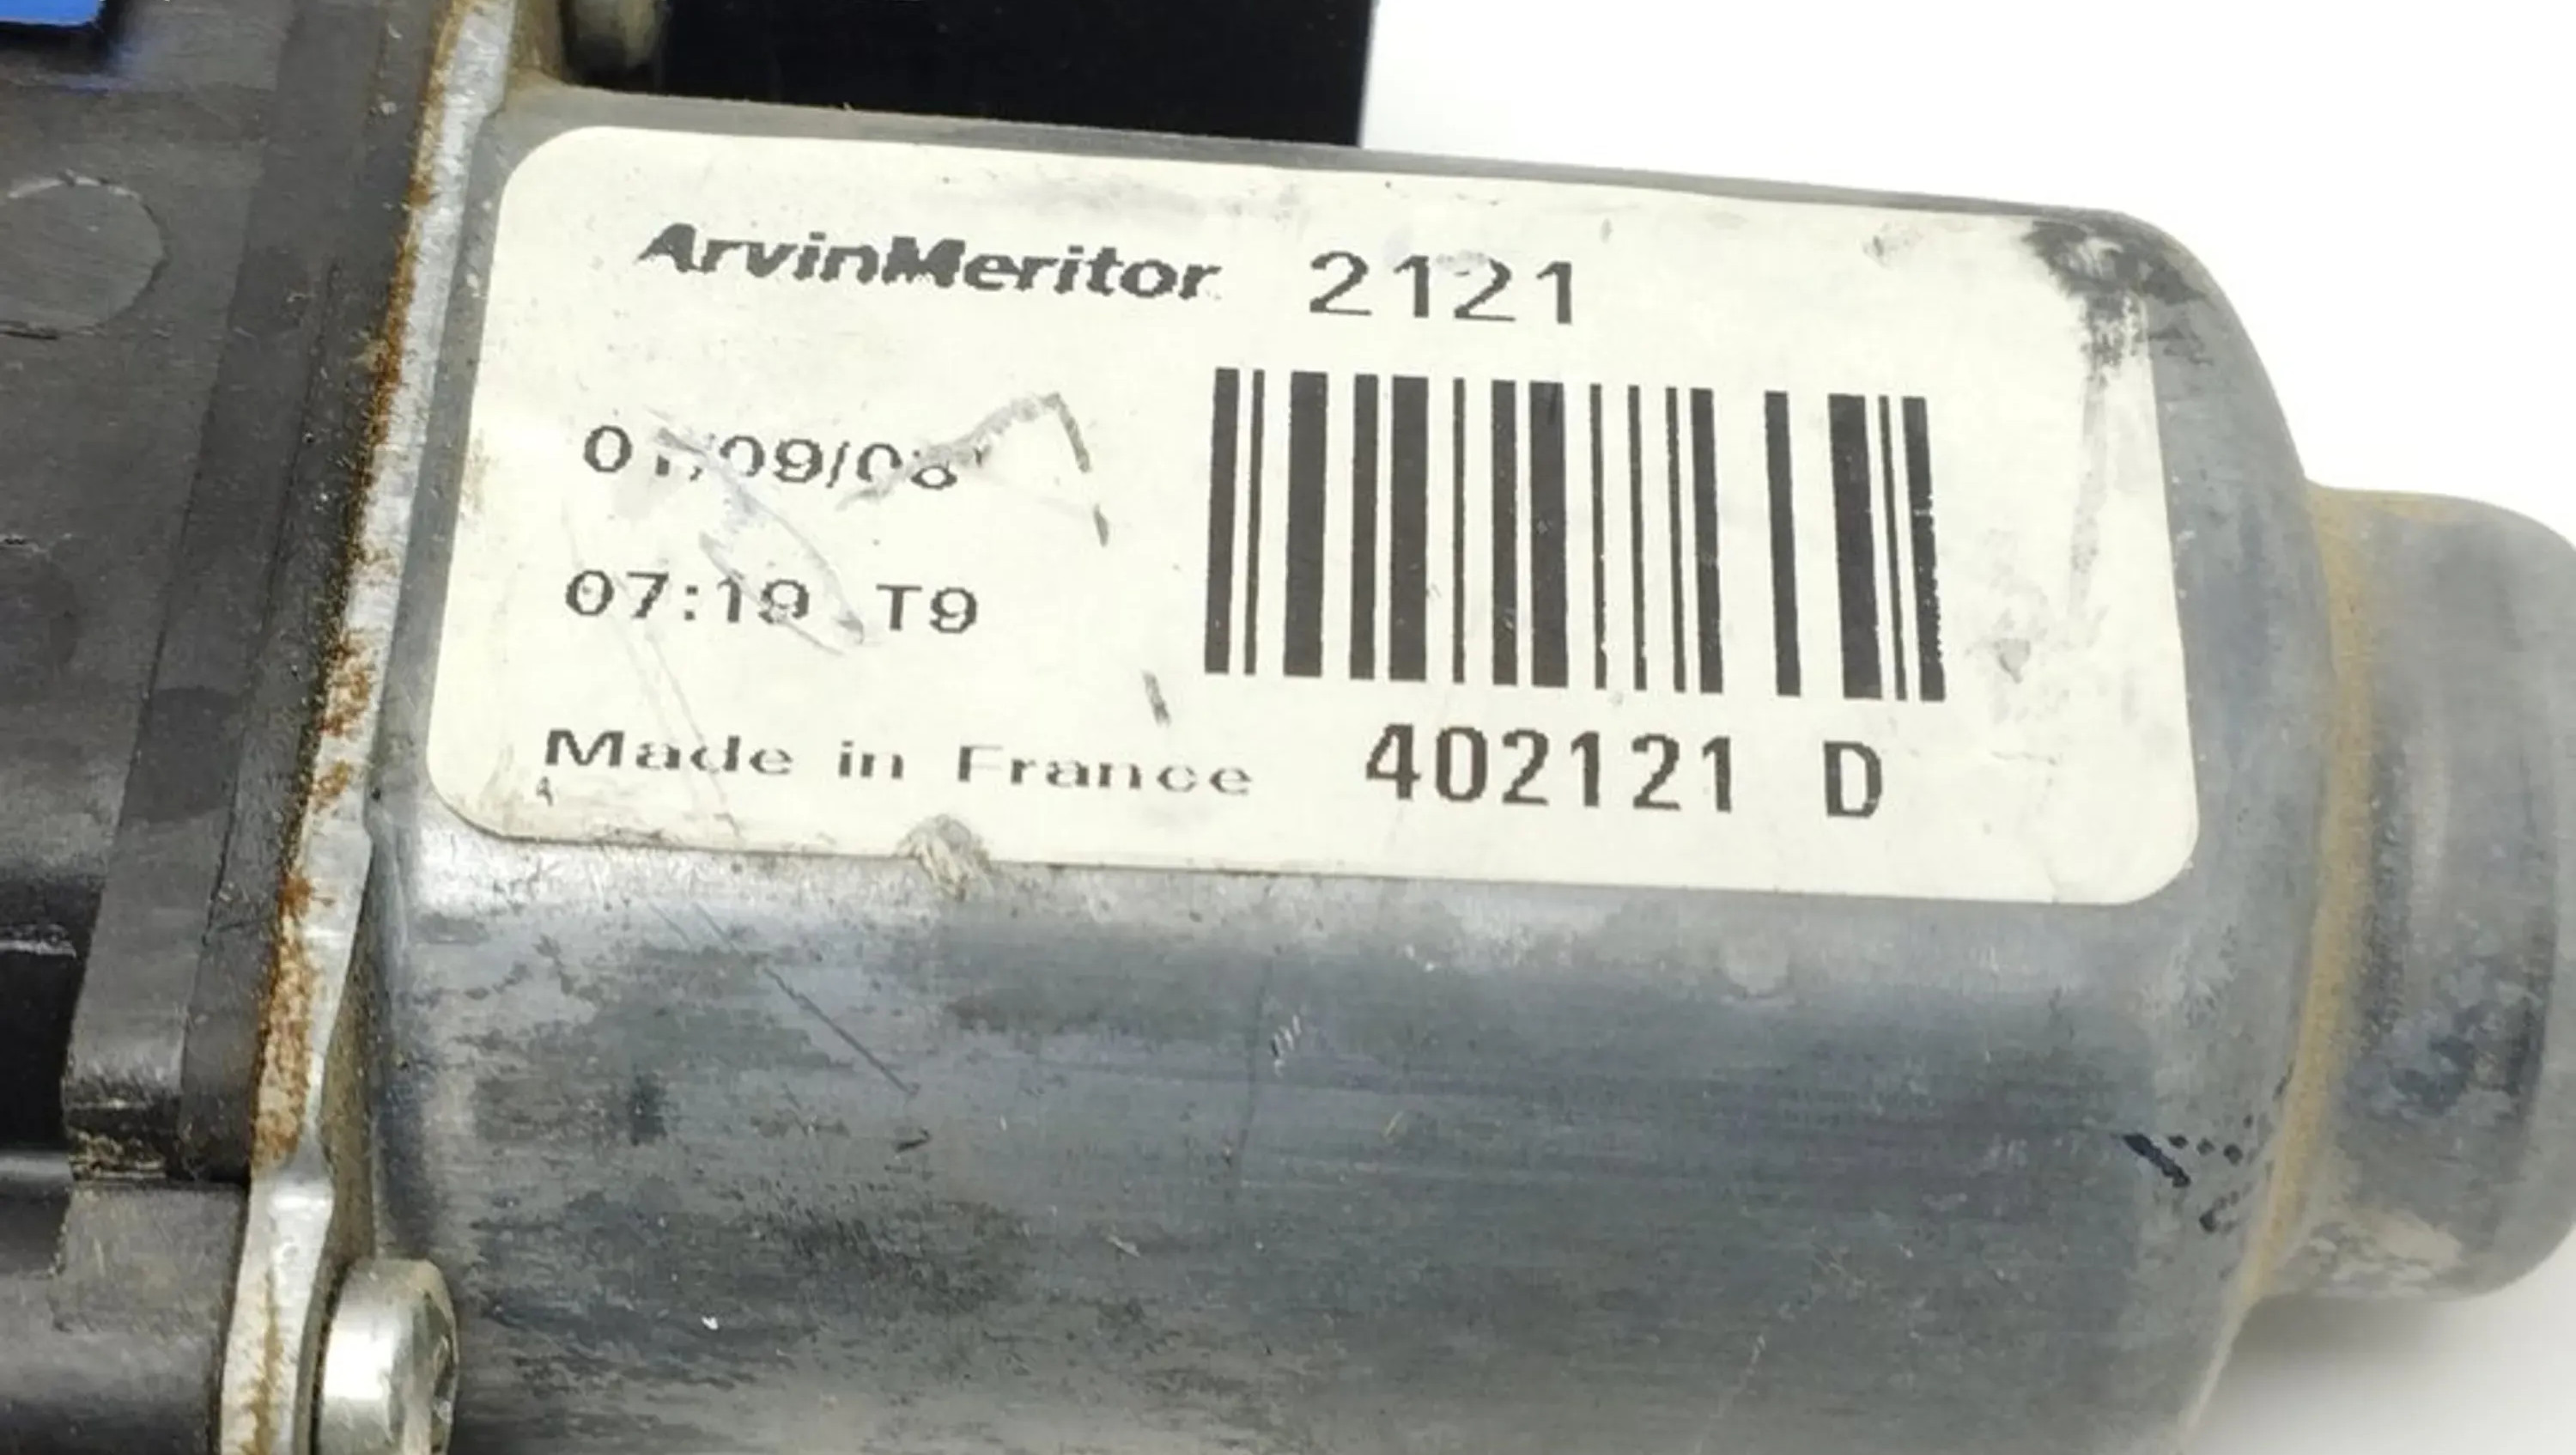 ArvinMeritor 2121
07:19 T9
Made in France 402121 D